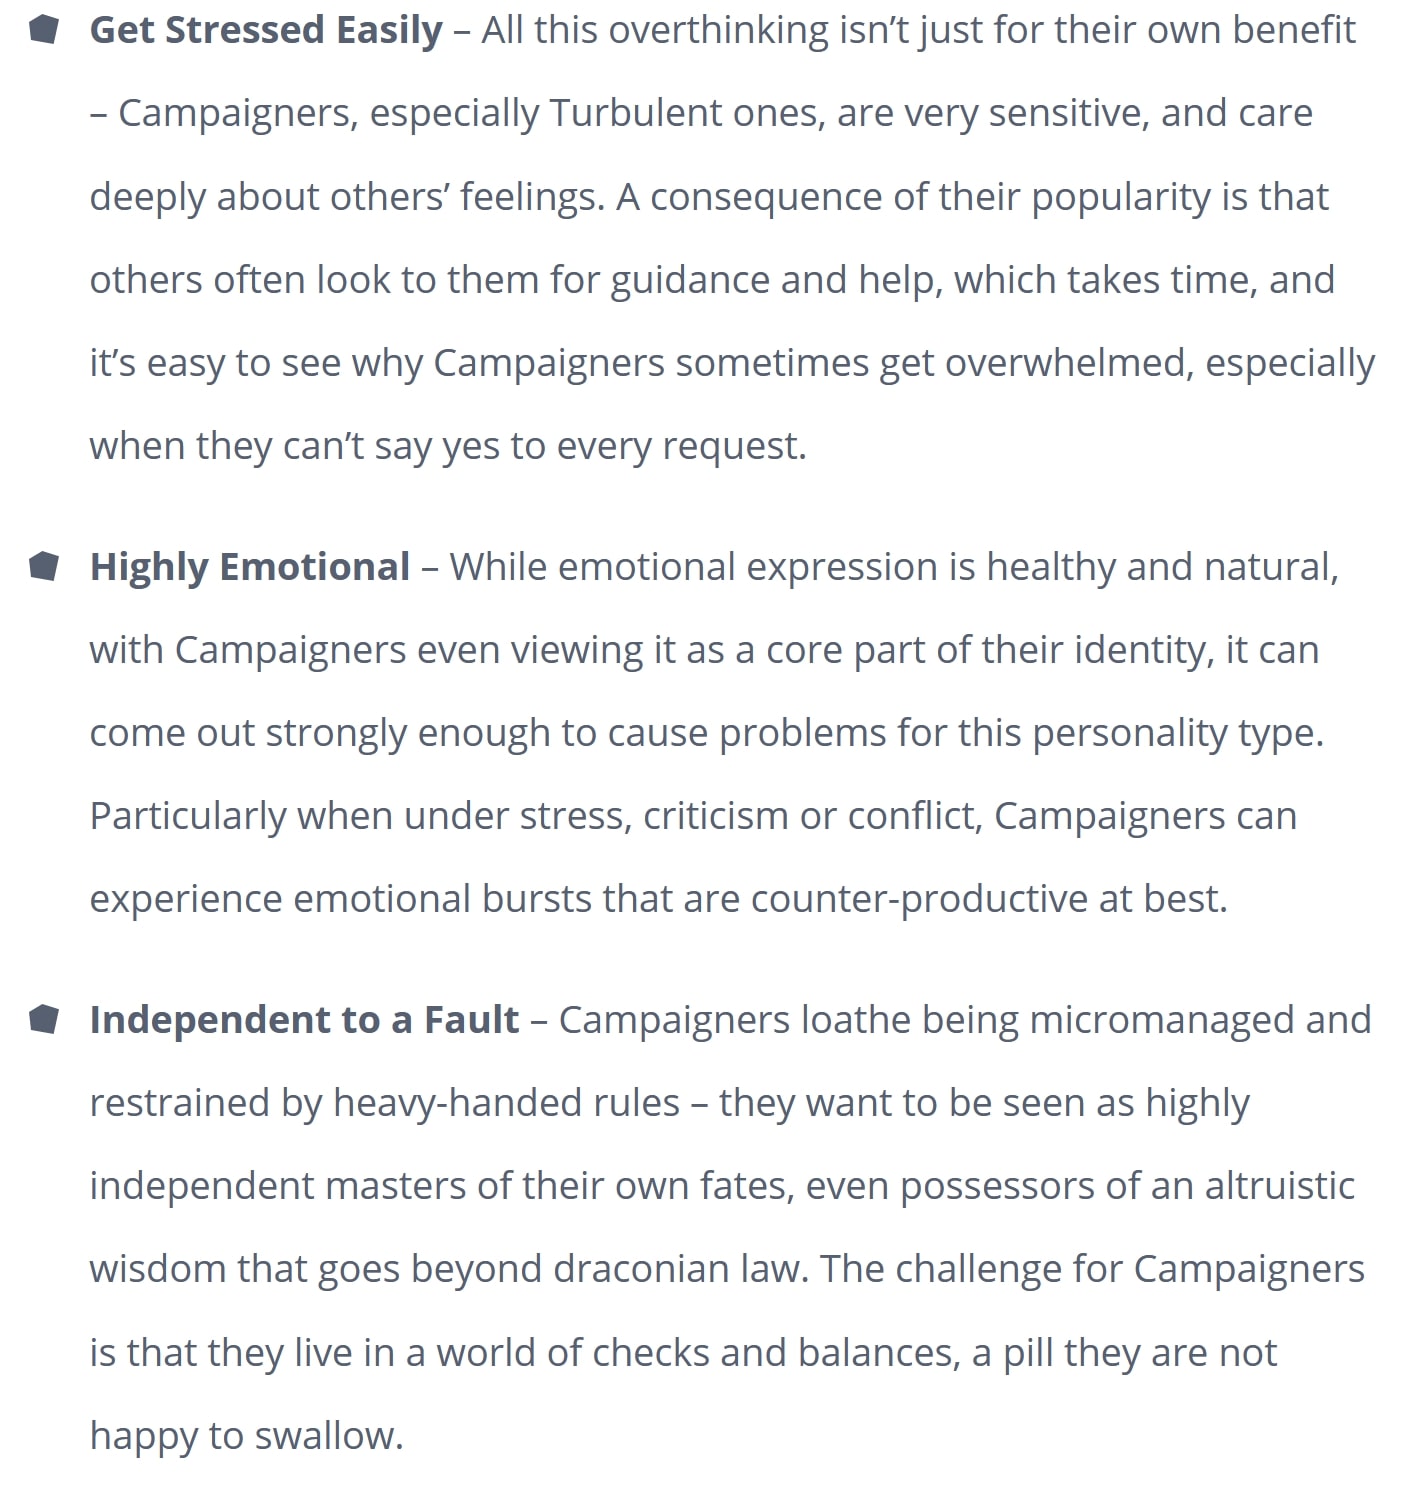 Get Stressed Easily – All this overthinking isn’t just for their own benefit
– Campaigners, especially Turbulent ones, are very sensitive, and care
deeply about others’ feelings. A consequence of their popularity is that
others often look to them for guidance and help, which takes time, and
it’s easy to see why Campaigners sometimes get overwhelmed, especially
when they can’t say yes to every request.
Highly Emotional – While emotional expression is healthy and natural,
with Campaigners even viewing it as a core part of their identity, it can
come out strongly enough to cause problems for this personality type.
Particularly when under stress, criticism or conflict, Campaigners can
experience emotional bursts that are counter-productive at best.
Independent to a Fault – Campaigners loathe being micromanaged and
restrained by heavy-handed rules – they want to be seen as highly
independent masters of their own fates, even possessors of an altruistic
wisdom that goes beyond draconian law. The challenge for Campaigners
is that they live in a world of checks and balances, a pill they are not
happy to swallow.